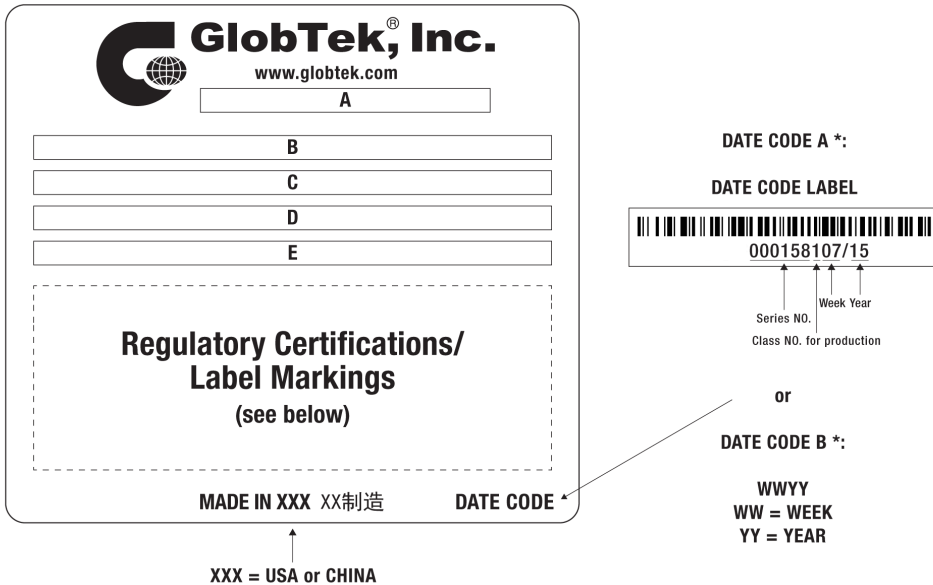 GlobTek,® Inc.
www.globtek.com
A
B
C
D
E
Regulatory Certifications/
Label Markings
(see below)
MADE IN XXX XX制造
DATE CODE
XXX = USA or CHINA
DATE CODE A *:
DATE CODE LABEL
000158107/15
Week Year
Series NO.
Class NO. for production
or
DATE CODE B *:
WWYY
WW = WEEK
YY = YEAR